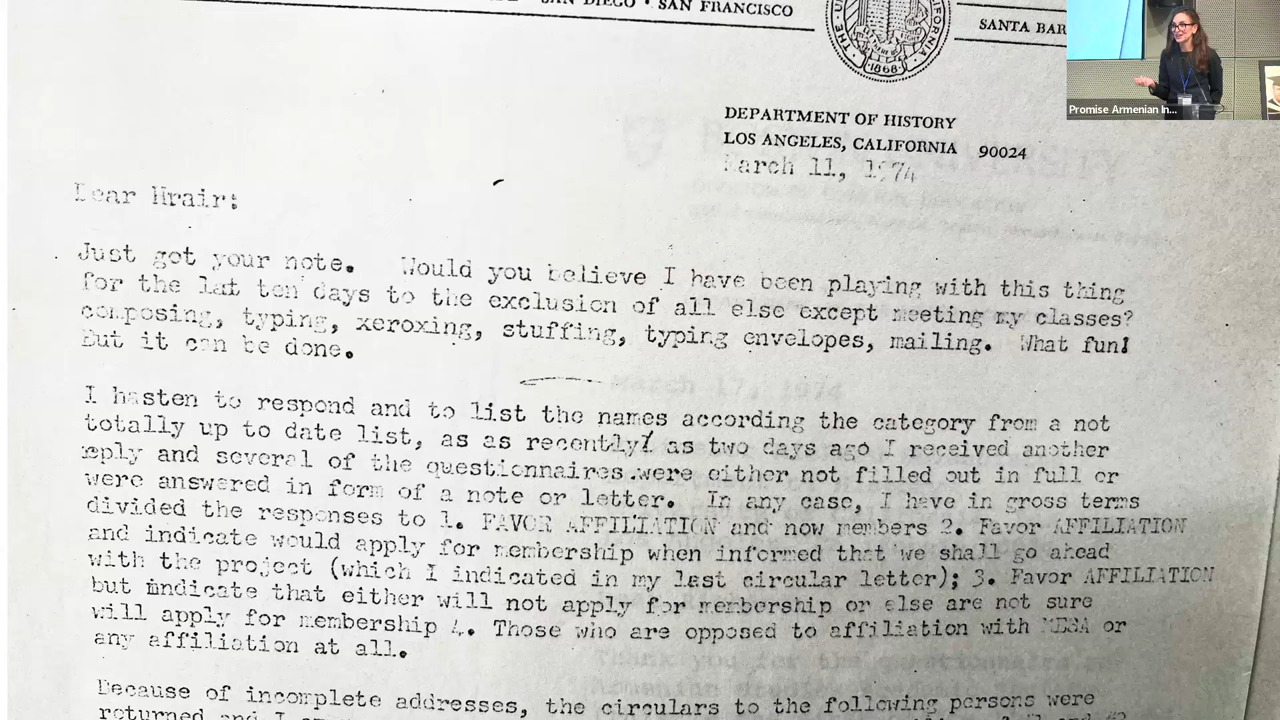 SAN DIEGO • SAN FRANCISCO
SANTA BAR
1868
DEPARTMENT OF HISTORY
LOS ANGELES, CALIFORNIA 90024
March 11, 1974
Dear Hrair:
Just got your note. Would you believe I have been playing with this thing
for the lat ten days to the exclusion of all else except meeting my classes?
composing, typing, xeroxing, stuffing, typing envelopes, mailing. What fun!
But it can be done.
I hasten to respond and to list the names according the category from a not
totally up to date list, as as recently as two days ago I received another
reply and several of the questionnaires were either not filled out in full or
were answered in form of a note or letter. In any case, I have in gross terms
divided the responses to 1. FAVOR AFFILIATION and now members 2. Favor AFFILIATION
and indicate would apply for membership when informed that we shall go ahead
with the project (which I indicated in my last circular letter); 3. Favor AFFILIATION
but indicate that either will not apply for membership or else are not sure
will apply for membership 4. Those who are opposed to affiliation with MESA or
any affiliation at all.
Because of incomplete addresses, the circulars to the following persons were
returned and I
Promise Armenian In...